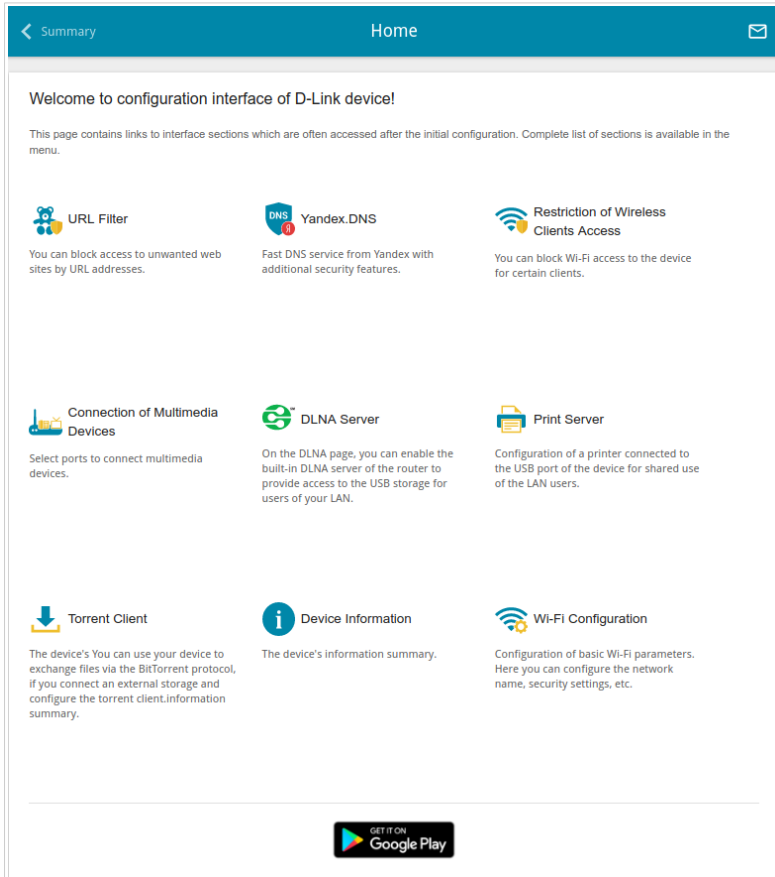 Summary
Home
Welcome to configuration interface of D-Link device!
This page contains links to interface sections which are often accessed after the initial configuration. Complete list of sections is available in the
menu.
URL Filter
You can block access to unwanted web
sites by URL addresses.
DNS
Я
Yandex.DNS
Fast DNS service from Yandex with
additional security features.
Restriction of Wireless
Clients Access
You can block Wi-Fi access to the device
for certain clients.
Connection of Multimedia
Devices
Select ports to connect multimedia
devices.
DLNA Server
On the DLNA page, you can enable the
built-in DLNA server of the router to
provide access to the USB storage for
users of your LAN.
Print Server
Configuration of a printer connected to
the USB port of the device for shared use
of the LAN users.
Torrent Client
The device's You can use your device to
exchange files via the BitTorrent protocol,
if you connect an external storage and
configure the torrent client.information
summary.
i
Device Information
The device's information summary.
Wi-Fi Configuration
Configuration of basic Wi-Fi parameters.
Here you can configure the network
name, security settings, etc.
GET IT ON
Google Play